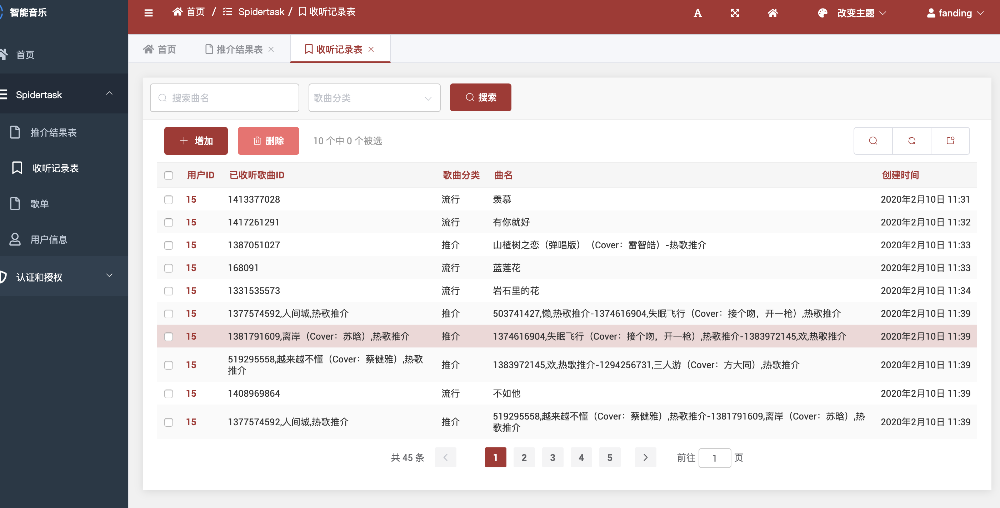 智能音乐
首页 / Spidertask / 收听记录表
A
改变主题
fanding
首页
Spidertask
推介结果表
收听记录表
歌单
用户信息
认证和授权
首页 推介结果表 收听记录表
搜索曲名 歌曲分类 搜索
增加 删除 10 个中 0 个被选
用户ID 已收听歌曲ID 歌曲分类 曲名 创建时间
15 1413377028 流行 羡慕 2020年2月10日 11:31
15 1417261291 流行 有你就好 2020年2月10日 11:32
15 1387051027 推介 山楂树之恋（弹唱版）（Cover：雷智皓）-热歌推介 2020年2月10日 11:33
15 168091 流行 蓝莲花 2020年2月10日 11:33
15 1331535573 流行 岩石里的花 2020年2月10日 11:34
15 1377574592,人间城,热歌推介 推介 503741427,懒,热歌推介-1374616904,失眠飞行（Cover：接个吻，开一枪）,热歌推介 2020年2月10日 11:39
15 1381791609,离岸（Cover：苏晗）,热歌推介 推介 1374616904,失眠飞行（Cover：接个吻，开一枪）,热歌推介-1383972145,欢,热歌推介 2020年2月10日 11:39
15 519295558,越来越不懂（Cover：蔡健雅）,热歌
推介 推介 1383972145,欢,热歌推介-1294256731,三人游（Cover：方大同）,热歌推介 2020年2月10日 11:39
15 1408969864 流行 不如他 2020年2月10日 11:39
15 1377574592,人间城,热歌推介 推介 519295558,越来越不懂（Cover：蔡健雅）,热歌推介-1381791609,离岸（Cover：苏晗）,热
歌推介 2020年2月10日 11:39
共 45 条 1 2 3 4 5 前往 1 页